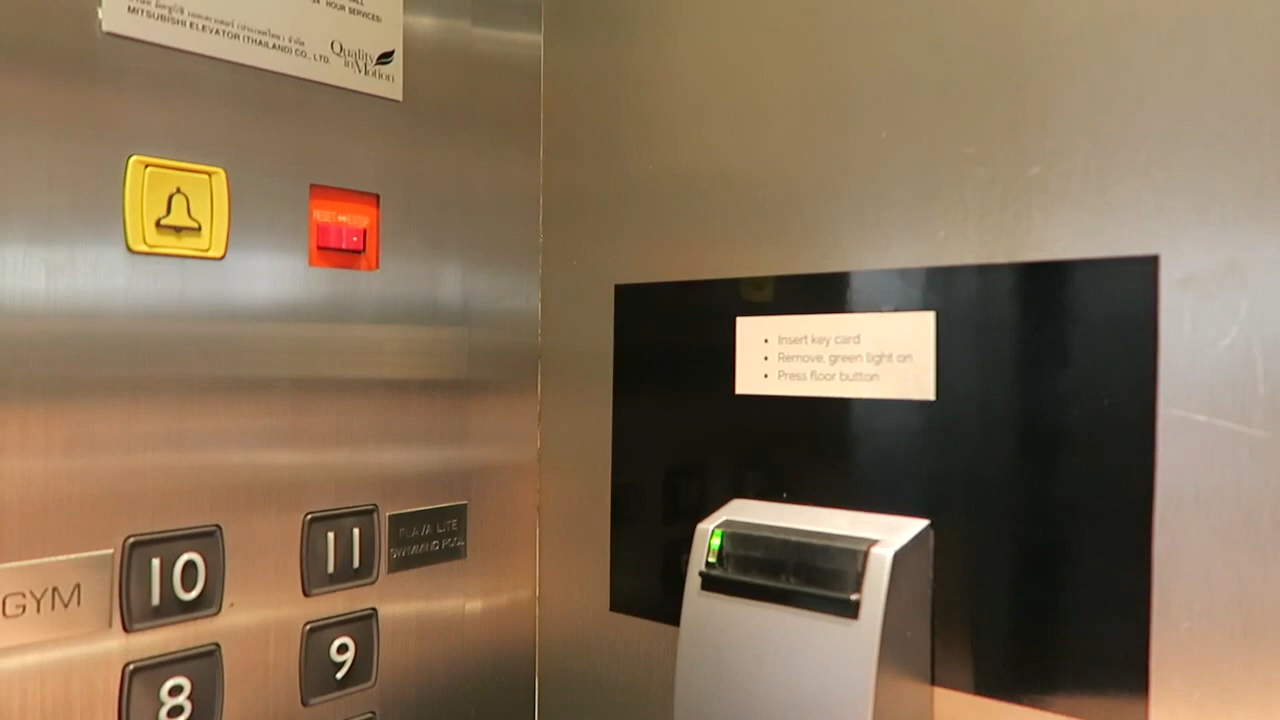 HOUR SERVICES)
MITSUBISHI ELEVATOR (THAILAND) CO., LTD.
Quality
in Motion
RESET STOP
Insert key card
Remove, green light on
Press floor button
GYM
10
11
PLAYA LITE
SWIMMING POOL
8
9